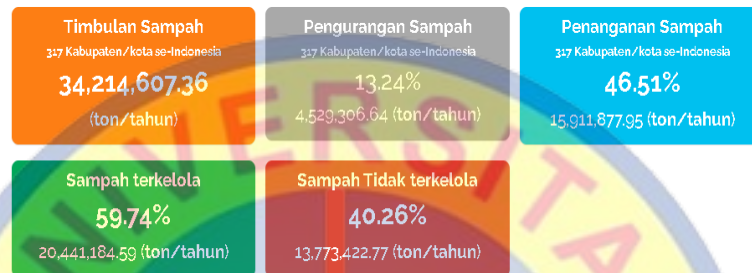 Timbulan Sampah
317 Kabupaten/kota se-Indonesia
34,214,607.36
(ton/tahun)
Pengurangan Sampah
317 Kabupaten/kota se-Indonesia
13.24%
4,529,306.64 (ton/tahun)
Penanganan Sampah
317 Kabupaten/kota se-Indonesia
46.51%
15,911,877.95 (ton/tahun)
Sampah terkelola
59.74%
20,441,184.59 (ton/tahun)
Sampah Tidak terkelola
40.26%
13,773,422.77 (ton/tahun)
IVERSITA